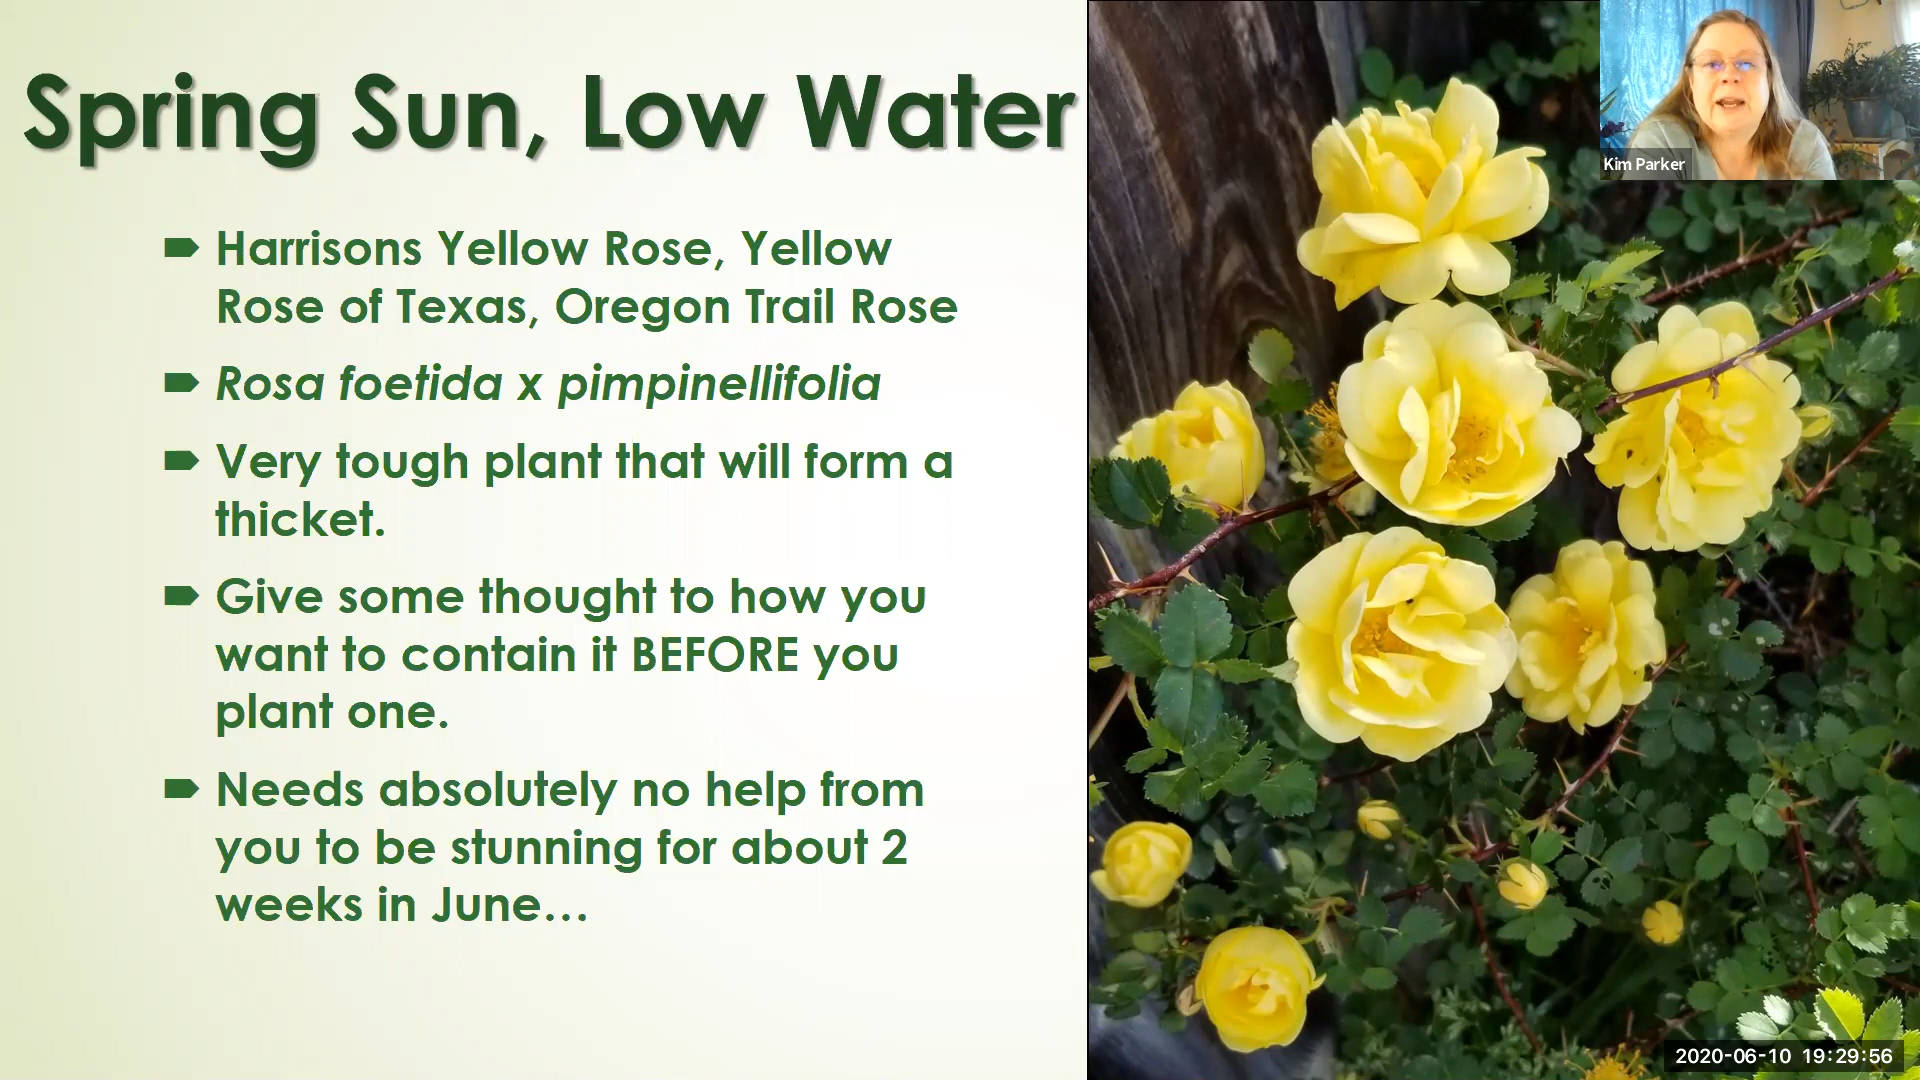 Spring Sun, Low Water
Harrisons Yellow Rose, Yellow
Rose of Texas, Oregon Trail Rose
Rosa foetida x pimpinellifolia
Very tough plant that will form a
thicket.
Give some thought to how you
want to contain it BEFORE you
plant one.
Needs absolutely no help from
you to be stunning for about 2
weeks in June…
Kim Parker
2020-06-10 19:29:56